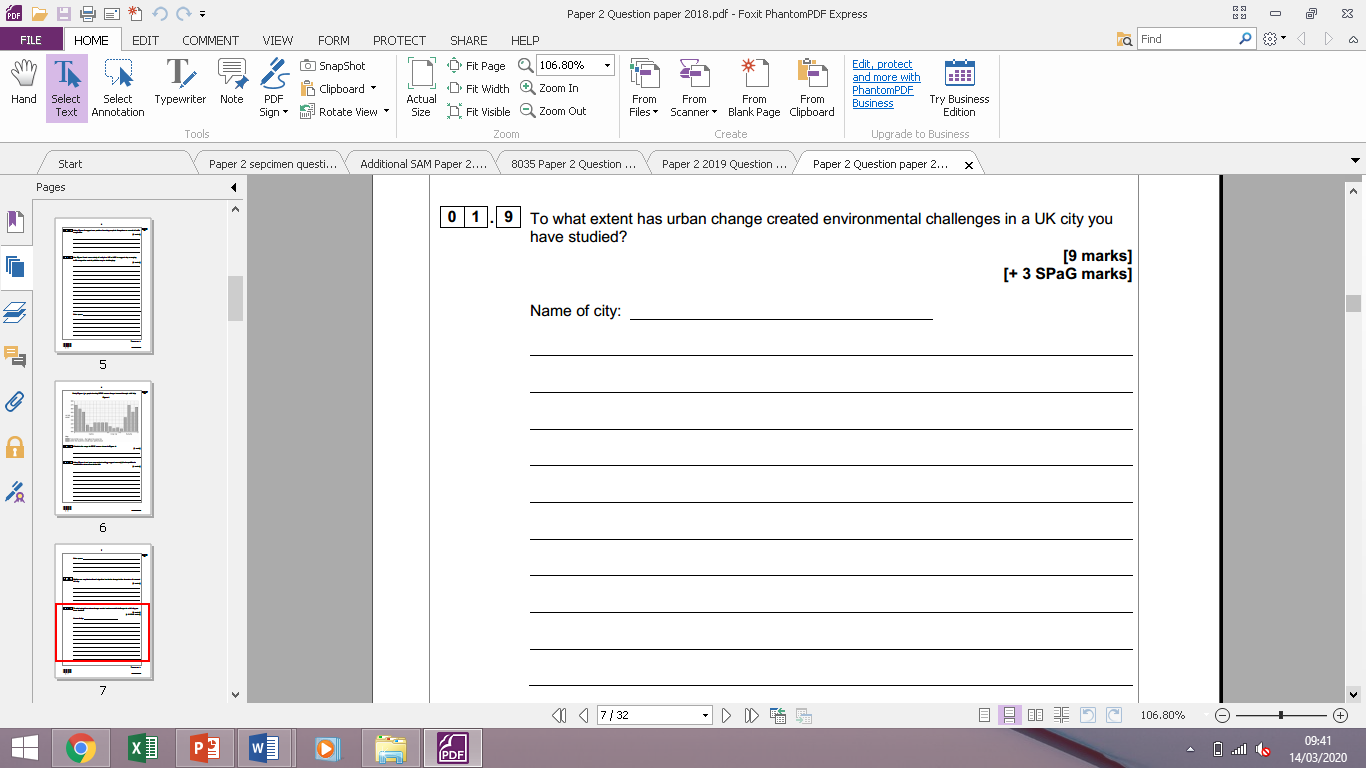 Paper 2 Question paper 2018.pdf - Foxit PhantomPDF Express
FILE HOME EDIT COMMENT VIEW FORM PROTECT SHARE HELP
Find
Hand
Select Text
Select Annotation
Typewriter
Note
PDF Sign
SnapShot
Clipboard
Rotate View
Tools
Actual Size
Fit Page
Fit Width
Fit Visible
106.80%
Zoom In
Zoom Out
Zoom
From Files
From Scanner
From Blank Page
From Clipboard
Create
Edit, protect
and more with
PhantomPDF
Business
Try Business Edition
Upgrade to Business
Start
Paper 2 sepcimen questi...
Additional SAM Paper 2....
8035 Paper 2 Question ...
Paper 2 2019 Question ...
Paper 2 Question paper 2...
Pages
5
6
7
0 1 . 9 To what extent has urban change created environmental challenges in a UK city you
have studied?
[9 marks]
[+ 3 SPaG marks]
Name of city:
7 / 32
106.80%
PDF
09:41
14/03/2020